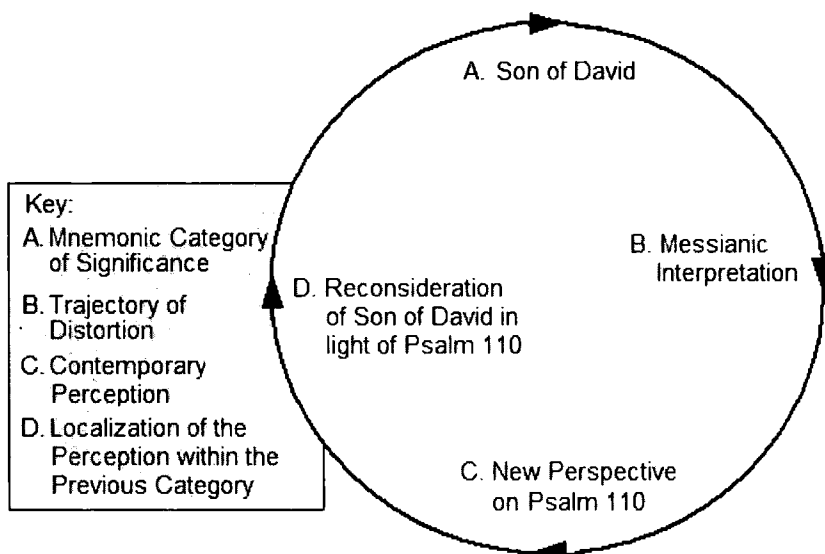 A. Son of David
Key:
A. Mnemonic Category
of Significance
B. Trajectory of
Distortion
C. Contemporary
Perception
D. Localization of the
Perception within the
Previous Category
B. Messianic
Interpretation
D. Reconsideration
of Son of David in
light of Psalm 110
C. New Perspective
on Psalm 110